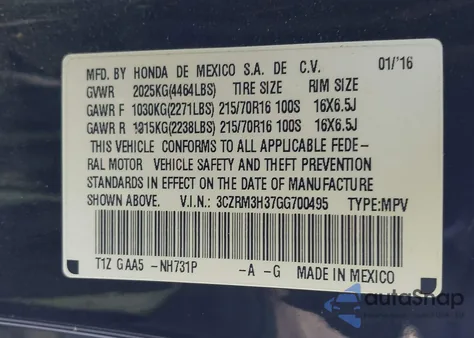 MFD. BY HONDA DE MEXICO S.A. DE C.V. 01/'16
GVWR 2025KG(4464LBS) TIRE SIZE RIM SIZE
GAWR F 1030KG(2271LBS) 215/70R16 100S 16X6.5J
GAWR R 1015KG(2238LBS) 215/70R16 100S 16X6.5J
THIS VEHICLE CONFORMS TO ALL APPLICABLE FEDE-
RAL MOTOR VEHICLE SAFETY AND THEFT PREVENTION
STANDARDS IN EFFECT ON THE DATE OF MANUFACTURE
SHOWN ABOVE. V.I.N.: 3CZRM3H37GG700495 TYPE:MPV
T1Z GAA5 -NH731P -A -G MADE IN MEXICO
autoSnap